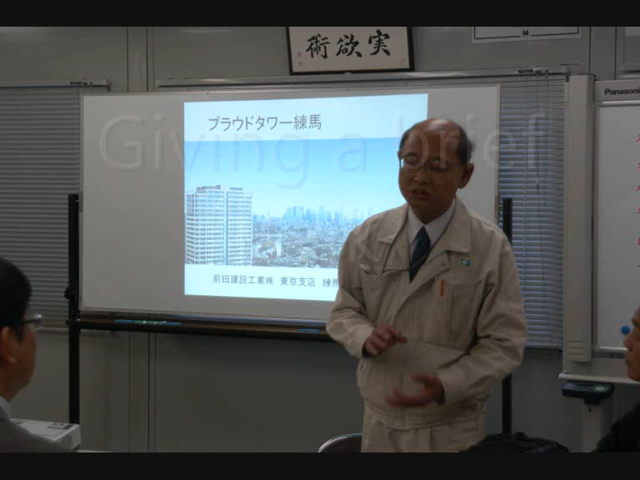 実欲術
M
Panasonic
プラウドタワー練馬
Giving a brief
前田建設工業㈱ 東京支店 練馬